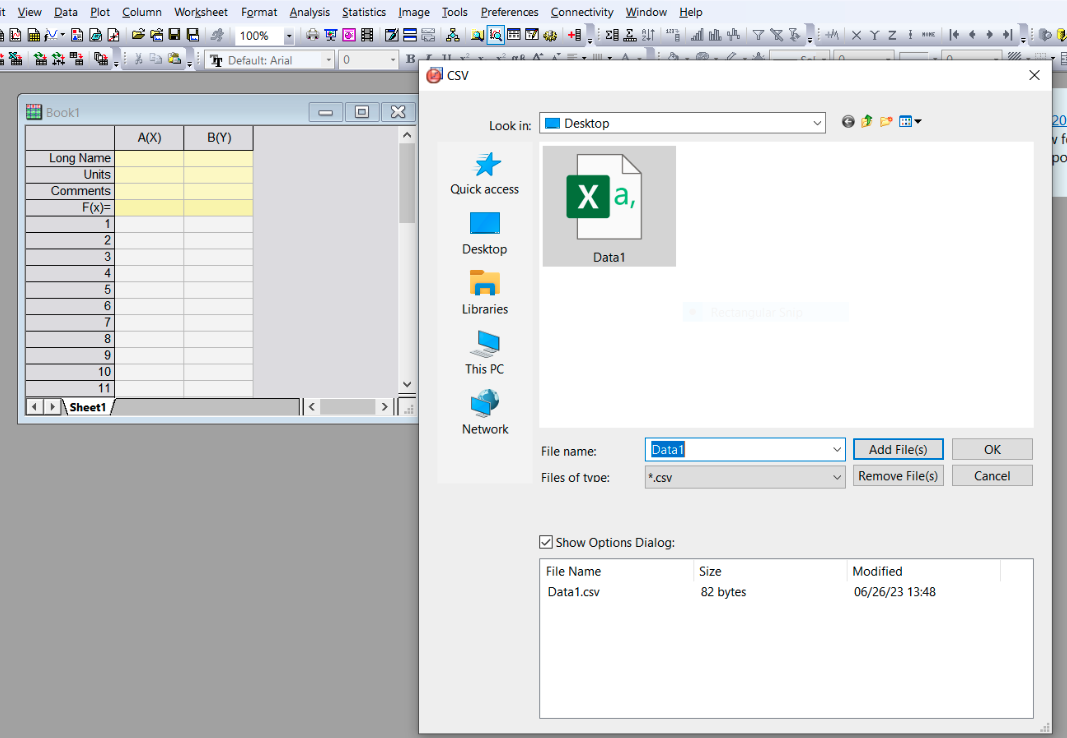 it View Data Plot Column Worksheet Format Analysis Statistics Image Tools Preferences Connectivity Window Help
100%
Default: Arial 0 B
Book1
A(X) B(Y)
Long Name
Units
Comments
F(x)=
1
2
3
4
5
6
7
8
9
10
11
Sheet1
CSV
Look in: Desktop
Quick access
Desktop
Libraries
This PC
Network
X a,
Data1
File name: Data1 Add File(s) OK
Files of type: *.csv Remove File(s) Cancel
Show Options Dialog:
File Name Size Modified
Data1.csv 82 bytes 06/26/23 13:48